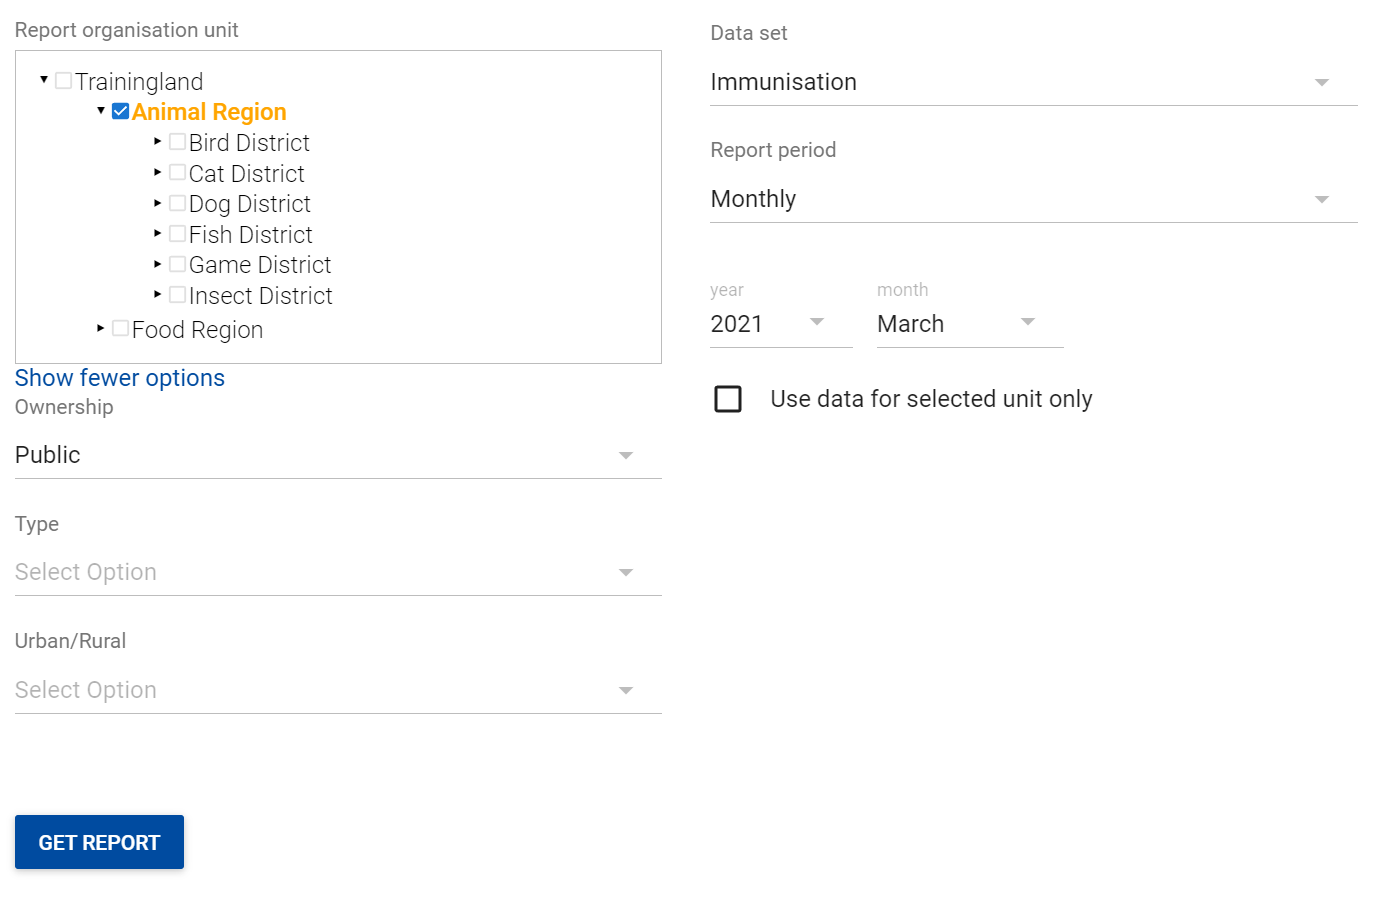 Report organisation unit
Trainingland
Animal Region
Bird District
Cat District
Dog District
Fish District
Game District
Insect District
Food Region
Show fewer options
Ownership
Public
Type
Select Option
Urban/Rural
Select Option
GET REPORT
Data set
Immunisation
Report period
Monthly
year month
2021 March
Use data for selected unit only